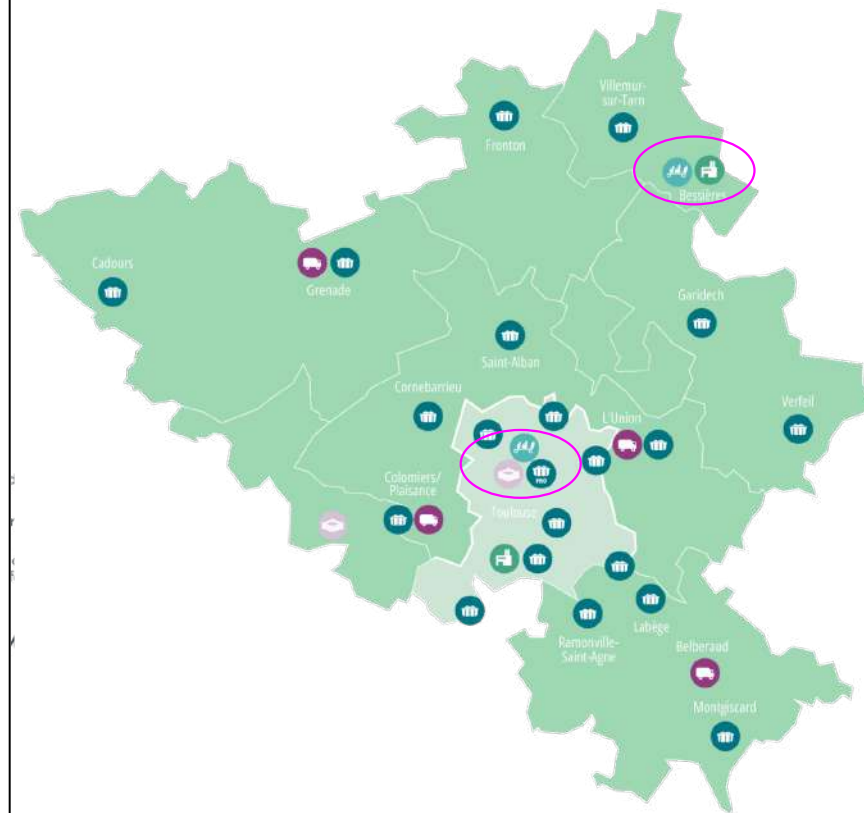 Villemur-
sur-Tarn
Fronton
Bessières
Cadours
Grenade
Garidech
Saint-Alban
Cornebarrieu
Verfeil
L'Union
Colomiers/
Plaisance
PRO
Toulouse
Ramonville-
Saint-Agne
Labège
Belberaud
Montgiscard